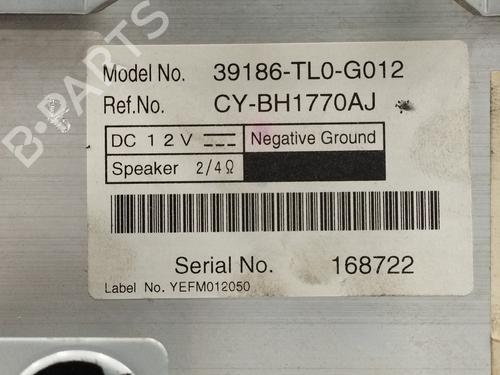 B-PARTS
Model No. 39186-TL0-G012
Ref.No. CY-BH1770AJ
DC 12V Negative Ground
Speaker 2/4Ω
Serial No. 168722
Label No. YEFM012050